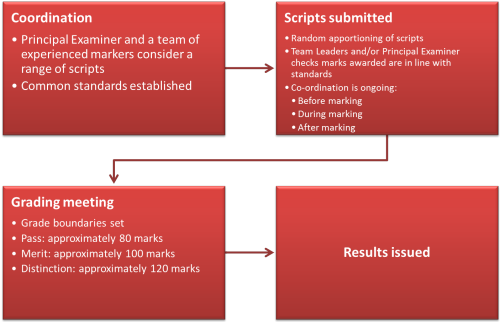 Coordination
• Principal Examiner and a team of
experienced markers consider a
range of scripts
• Common standards established
Scripts submitted
• Random apportioning of scripts
• Team Leaders and/or Principal Examiner
checks marks awarded are in line with
standards
• Co-ordination is ongoing:
• Before marking
• During marking
• After marking
Grading meeting
• Grade boundaries set
• Pass: approximately 80 marks
• Merit: approximately 100 marks
• Distinction: approximately 120 marks
Results issued